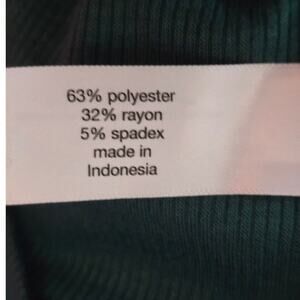 63% polyester
32% rayon
5% spadex
made in
Indonesia